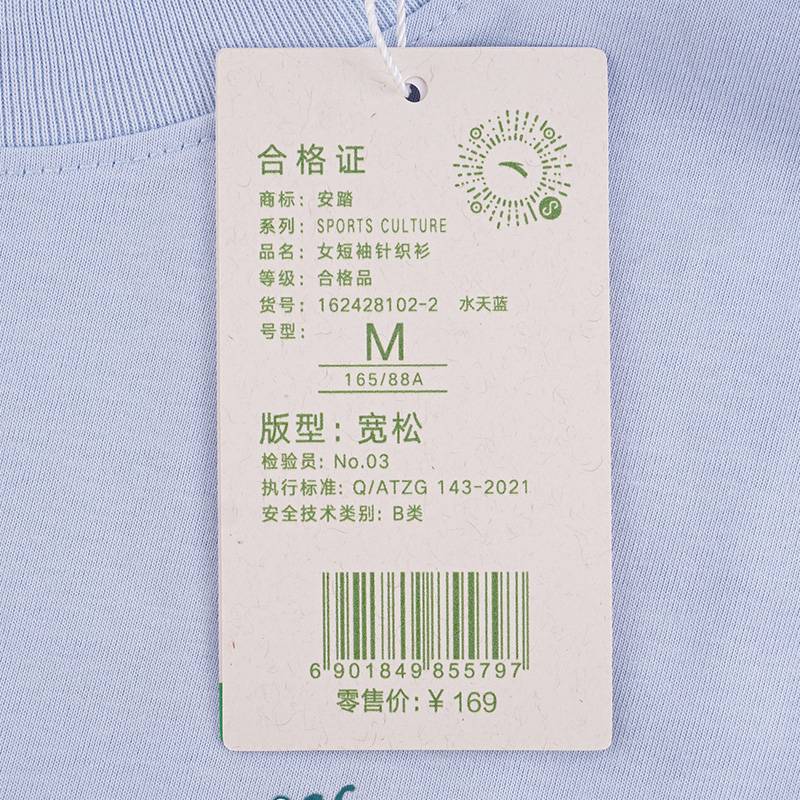 合格证
商标：安踏
系列：SPORTS CULTURE
品名：女短袖针织衫
等级：合格品
货号：162428102-2 水天蓝
号型：M
165/88A
版型：宽松
检验员：No.03
执行标准：Q/ATZG 143-2021
安全技术类别：B类
6 901849 855797
零售价：¥ 169